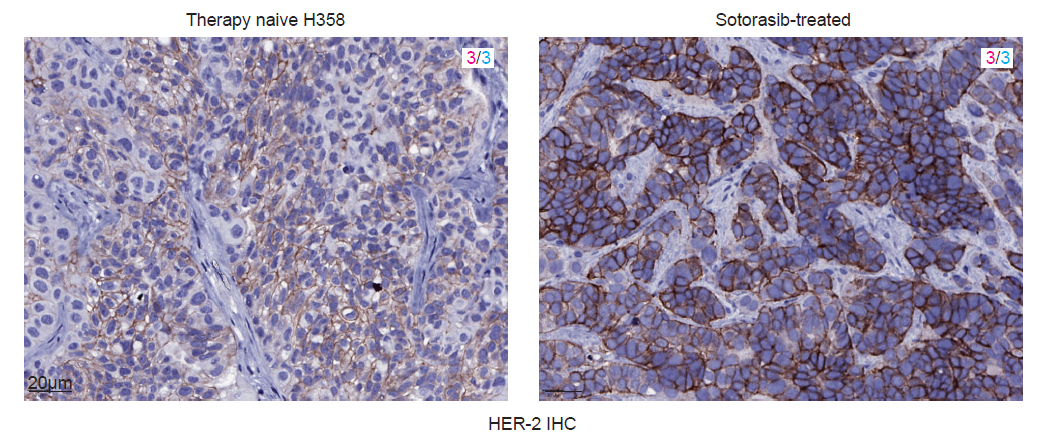 Therapy naive H358
Sotorasib-treated
3/3
3/3
20µm
HER-2 IHC